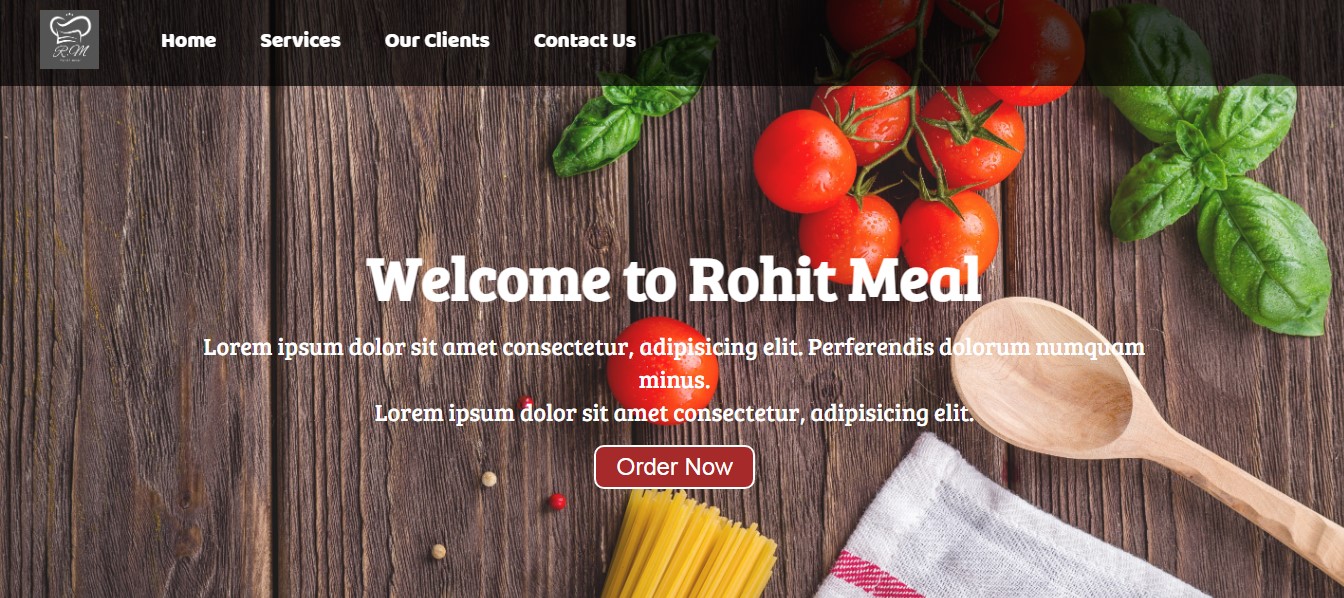 R.M
Home Services Our Clients Contact Us
Welcome to Rohit Meal
Lorem ipsum dolor sit amet consectetur, adipisicing elit. Perferendis dolorum numquam
minus.
Lorem ipsum dolor sit amet consectetur, adipisicing elit.
Order Now